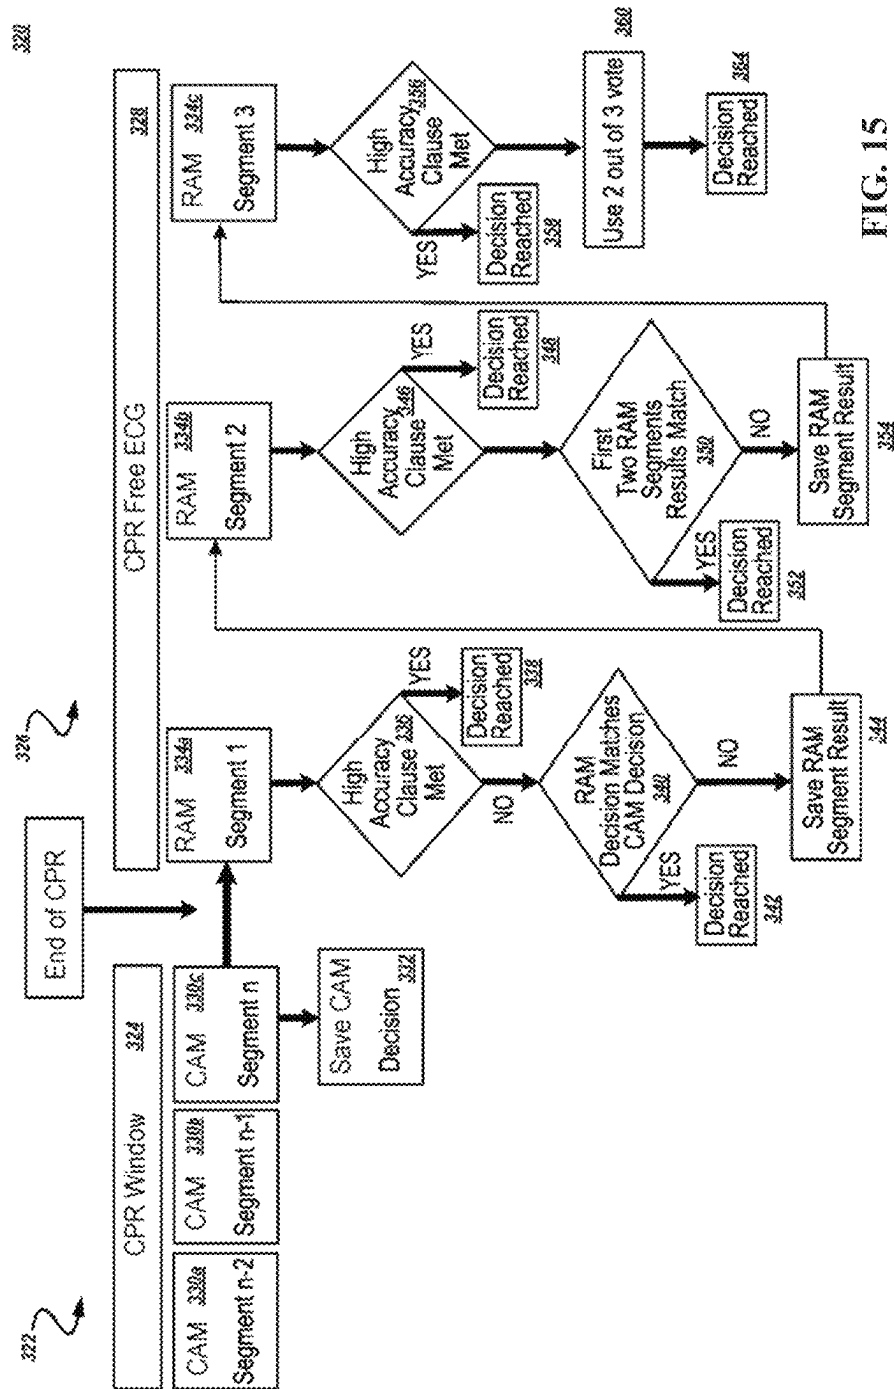 320
322
326
CPR Window 324
End of CPR
CPR Free ECG 328
CAM 330a
Segment n-2
CAM 330b
Segment n-1
CAM 330c
Segment n
Save CAM
Decision 332
RAM 334a
Segment 1
High
Accuracy
Clause 336
Met
YES
Decision
Reached
338
NO
RAM
Decision Matches
CAM Decision
340
YES
Decision
Reached
342
NO
Save RAM
Segment Result
344
RAM 334b
Segment 2
High
Accuracy 346
Clause
Met
YES
Decision
Reached
348
First
Two RAM
Segments
Results Match
350
YES
Decision
Reached
352
NO
Save RAM
Segment Result
354
RAM 334c
Segment 3
High
Accuracy 356
Clause
Met
YES
Decision
Reached
358
Use 2 out of 3 vote
360
Decision
Reached
364
FIG. 15